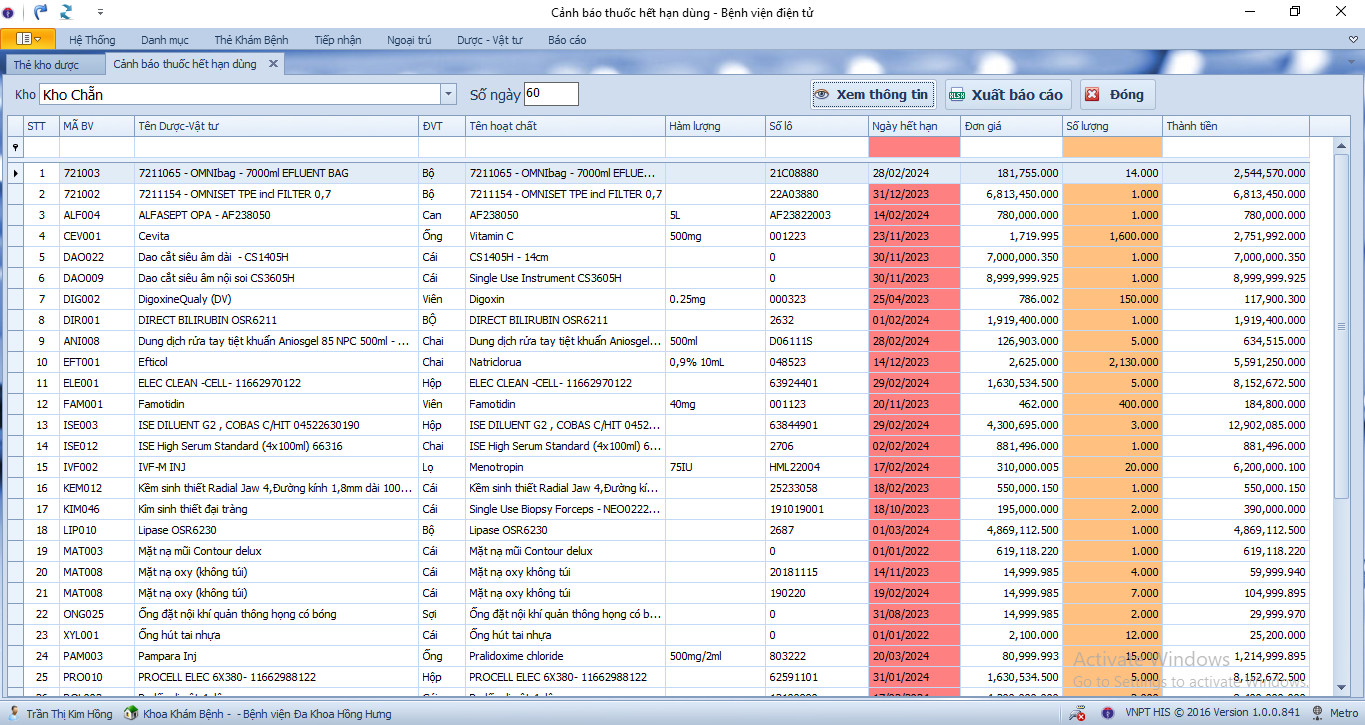 Cảnh báo thuốc hết hạn dùng - Bệnh viện điện tử
Hệ Thống Danh mục Thẻ Khám Bệnh Tiếp nhận Ngoại trú Dược - Vật tư Báo cáo
Thẻ kho dược Cảnh báo thuốc hết hạn dùng
Kho Kho Chẵn Số ngày 60 Xem thông tin Xuất báo cáo Đóng
STT MÃ BV Tên Dược-Vật tư ĐVT Tên hoạt chất Hàm lượng Số lô Ngày hết hạn Đơn giá Số lượng Thành tiền
1 721003 7211065 - OMNIbag - 7000ml EFLUENT BAG Bộ 7211065 - OMNIbag - 7000ml EFLUE... 21C08880 28/02/2024 181,755.000 14.000 2,544,570.000
2 721002 7211154 - OMNISET TPE incl FILTER 0,7 Bộ 7211154 - OMNISET TPE incl FILTER 0,7 22A03880 31/12/2023 6,813,450.000 1.000 6,813,450.000
3 ALF004 ALFASEPT OPA - AF238050 Can AF238050 5L AF23822003 14/02/2024 780,000.000 1.000 780,000.000
4 CEV001 Cevita Ống Vitamin C 500mg 001223 23/11/2023 1,719.995 1,600.000 2,751,992.000
5 DAO022 Dao cắt siêu âm dài - CS1405H Cái CS1405H - 14cm 0 30/11/2023 7,000,000.350 1.000 7,000,000.350
6 DAO009 Dao cắt siêu âm nội soi CS3605H Cái Single Use Instrument CS3605H 0 30/11/2023 8,999,999.925 1.000 8,999,999.925
7 DIG002 DigoxineQualy (DV) Viên Digoxin 0.25mg 000323 25/04/2023 786.002 150.000 117,900.300
8 DIR001 DIRECT BILIRUBIN OSR6211 BỘ DIRECT BILIRUBIN OSR6211 2632 01/02/2024 1,919,400.000 1.000 1,919,400.000
9 ANI008 Dung dịch rửa tay tiệt khuẩn Aniosgel 85 NPC 500ml - ... Chai Dung dịch rửa tay tiệt khuẩn Aniosgel... 500ml D06111S 28/02/2024 126,903.000 5.000 634,515.000
10 EFT001 Efticol Chai Natriclorua 0,9% 10mL 048523 14/12/2023 2,625.000 2,130.000 5,591,250.000
11 ELE001 ELEC CLEAN -CELL- 11662970122 Hộp ELEC CLEAN -CELL- 11662970122 63924401 29/02/2024 1,630,534.500 5.000 8,152,672.500
12 FAM001 Famotidin Viên Famotidin 40mg 001123 20/11/2023 462.000 400.000 184,800.000
13 ISE003 ISE DILUENT G2 , COBAS C/HIT 04522630190 Hộp ISE DILUENT G2 , COBAS C/HIT 0452... 63844901 29/02/2024 4,300,695.000 3.000 12,902,085.000
14 ISE012 ISE High Serum Standard (4x100ml) 66316 Chai ISE High Serum Standard (4x100ml) 6... 2706 02/02/2024 881,496.000 1.000 881,496.000
15 IVF002 IVF-M INJ Lọ Menotropin 75IU HML22004 17/02/2024 310,000.005 20.000 6,200,000.100
16 KEM012 Kềm sinh thiết Radial Jaw 4,Đường kính 1,8mm dài 100... Cái Kềm sinh thiết Radial Jaw 4,Đường kí... 25233058 18/02/2023 550,000.150 1.000 550,000.150
17 KIM046 Kim sinh thiết đại tràng Cái Single Use Biopsy Forceps - NEO0222... 191019001 18/10/2023 195,000.000 2.000 390,000.000
18 LIP010 Lipase OSR6230 Bộ Lipase OSR6230 2687 01/03/2024 4,869,112.500 1.000 4,869,112.500
19 MAT003 Mặt nạ mũi Contour delux Cái Mặt nạ mũi Contour delux 0 01/01/2022 619,118.220 1.000 619,118.220
20 MAT008 Mặt nạ oxy (không túi) Cái Mặt nạ oxy không túi 20181115 14/11/2023 14,999.985 4.000 59,999.940
21 MAT008 Mặt nạ oxy (không túi) Cái Mặt nạ oxy không túi 190220 19/02/2024 14,999.985 7.000 104,999.895
22 ONG025 Ống đặt nội khí quản thông họng có bóng Sợi Ống đặt nội khí quản thông họng có b... 0 31/08/2023 14,999.985 2.000 29,999.970
23 XYL001 Ống hút tai nhựa Cái Ống hút tai nhựa 0 01/01/2022 2,100.000 12.000 25,200.000
24 PAM003 Pampara Inj Ống Pralidoxime chloride 500mg/2ml 803222 20/03/2024 80,999.993 15.000 1,214,999.895
25 PRO010 PROCELL ELEC 6X380- 11662988122 Hộp PROCELL ELEC 6X380- 11662988122 62591101 31/01/2024 1,630,534.500 5.000 8,152,672.500
Activate Windows
Go to Settings to activate Windows.
Trần Thị Kim Hồng Khoa Khám Bệnh - - Bệnh viện Đa Khoa Hồng Hưng VNPT HIS © 2016 Version 1.0.0.841 Metro